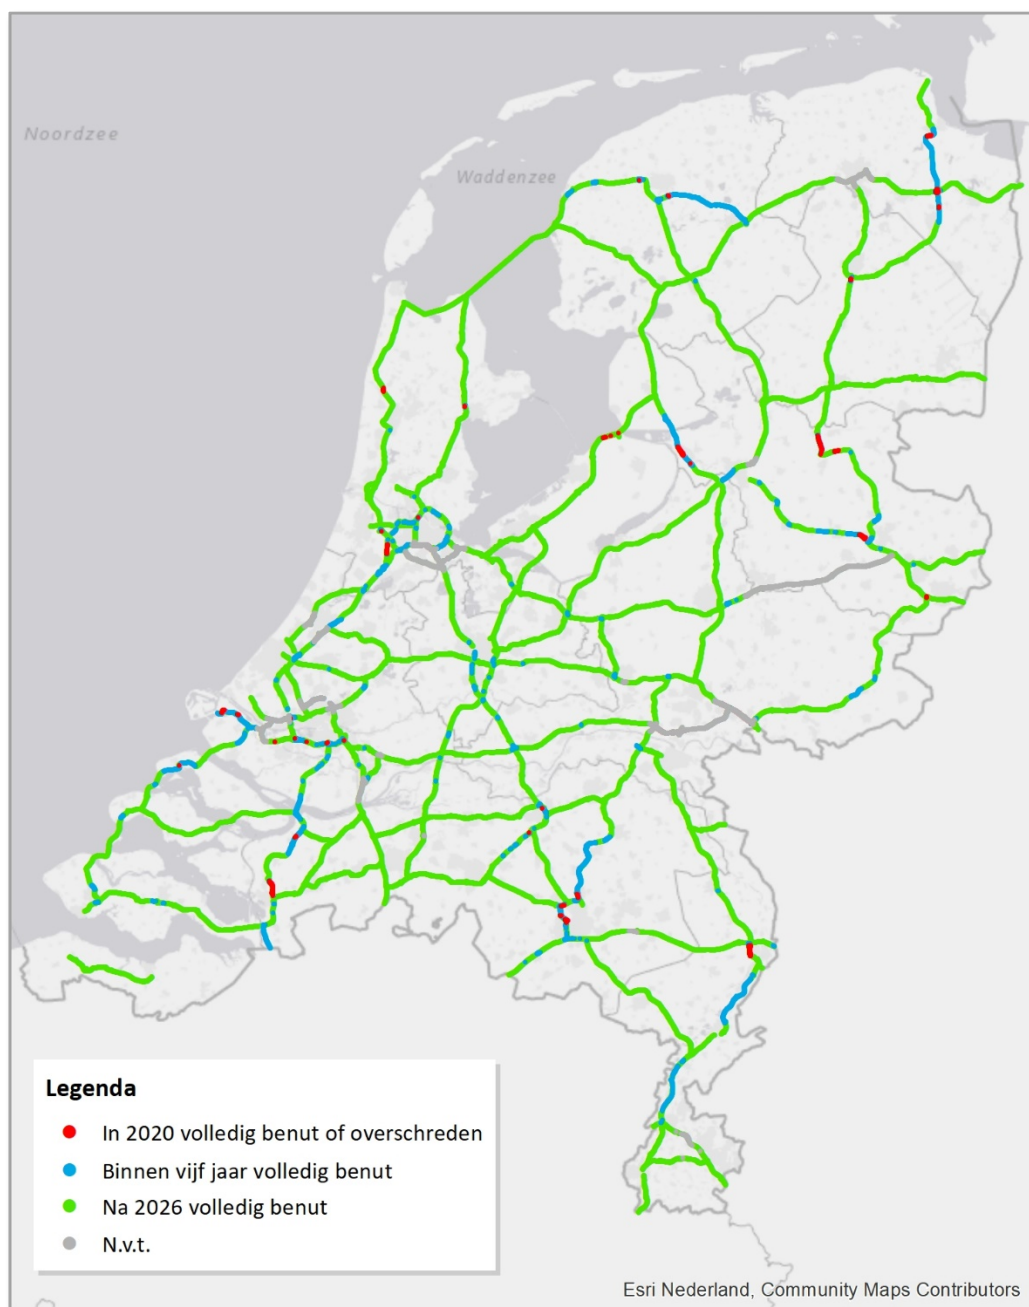 Noordzee
Waddenzee
Legenda
In 2020 volledig benut of overschreden
Binnen vijf jaar volledig benut
Na 2026 volledig benut
N.v.t.
Esri Nederland, Community Maps Contributors